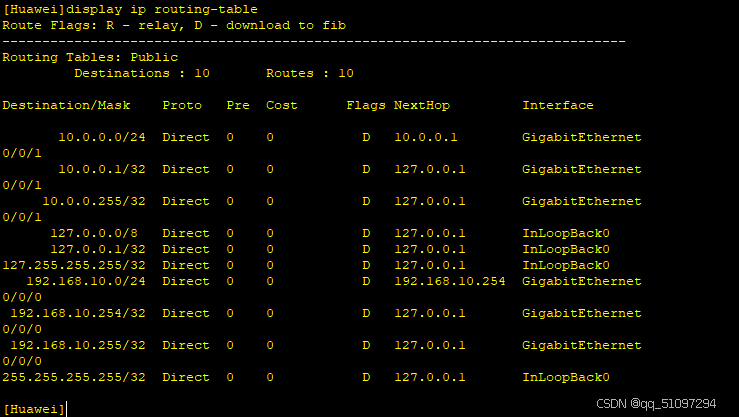 [Huawei]display ip routing-table
Route Flags: R - relay, D - download to fib
------------------------------------------------------------------------------
Routing Tables: Public
         Destinations : 10       Routes : 10

Destination/Mask    Proto   Pre  Cost      Flags NextHop         Interface

       10.0.0.0/24  Direct  0    0           D   10.0.0.1        GigabitEthernet
0/0/1
       10.0.0.1/32  Direct  0    0           D   127.0.0.1       GigabitEthernet
0/0/1
     10.0.0.255/32  Direct  0    0           D   127.0.0.1       GigabitEthernet
0/0/1
      127.0.0.0/8   Direct  0    0           D   127.0.0.1       InLoopBack0
      127.0.0.1/32  Direct  0    0           D   127.0.0.1       InLoopBack0
127.255.255.255/32  Direct  0    0           D   127.0.0.1       InLoopBack0
   192.168.10.0/24  Direct  0    0           D   192.168.10.254  GigabitEthernet
0/0/0
 192.168.10.254/32  Direct  0    0           D   127.0.0.1       GigabitEthernet
0/0/0
 192.168.10.255/32  Direct  0    0           D   127.0.0.1       GigabitEthernet
0/0/0
255.255.255.255/32  Direct  0    0           D   127.0.0.1       InLoopBack0

[Huawei]
CSDN @qq_51097294